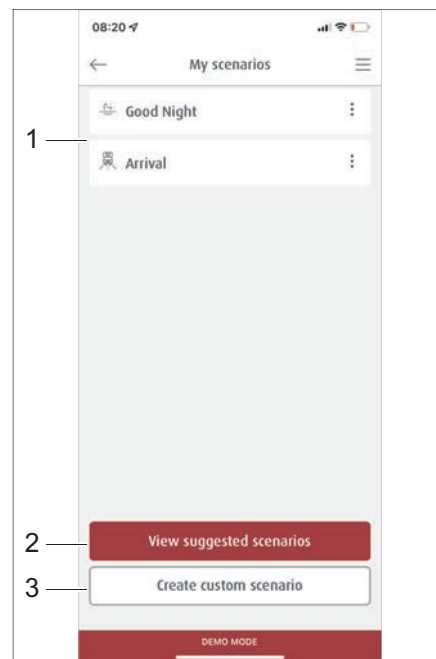 08:20
My scenarios
Good Night
1
Arrival
2
View suggested scenarios
3
Create custom scenario
DEMO MODE